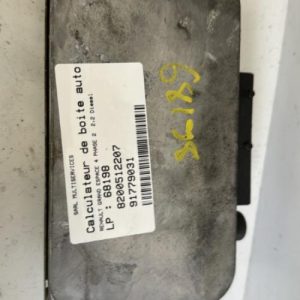 SARL MULTISERVICES
Calculateur de boite auto
RENAULT GRAND ESPACE 4 PHASE 2 2.2 Diesel
LP : 68198
8200512207
91779031